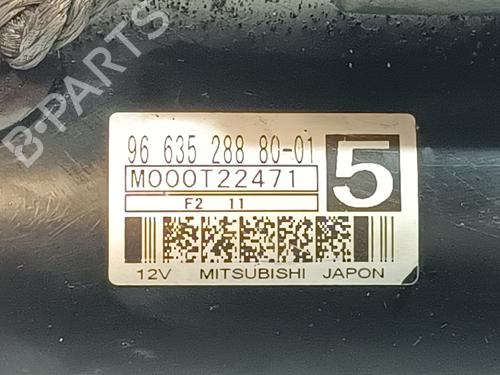 B-PARTS
96 635 288 80-01
M000T22471
5
F2 11
12V MITSUBISHI JAPON